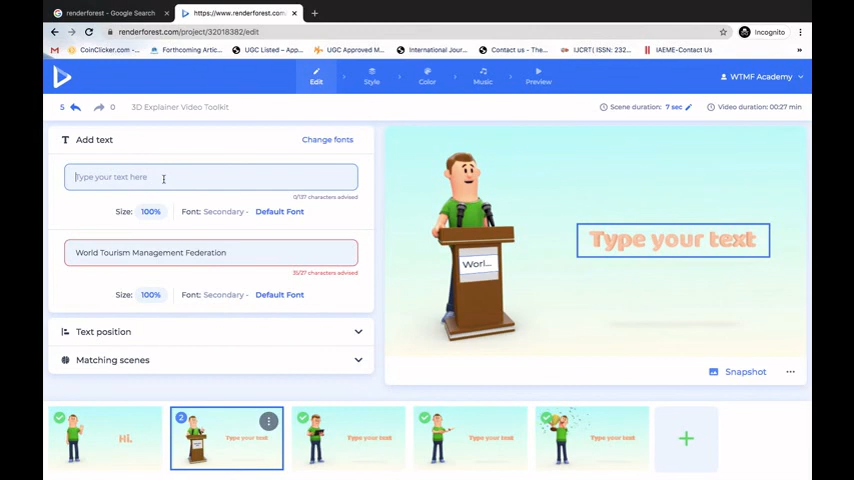 renderforest - Google Search
https://www.renderforest.com/pr
renderforest.com/project/32018382/edit
Incognito
CoinClicker.com -...
Forthcoming Artic...
UGC Listed – App...
UGC Approved M...
International Jour...
Contact us - The...
IJCRT( ISSN: 232...
IAEME-Contact Us
Edit
Style
Color
Music
Preview
WTMF Academy
5
0
3D Explainer Video Toolkit
Scene duration: 7 sec
Video duration: 00:27 min
T Add text
Change fonts
Type your text here
0/137 characters advised
Size: 100%
Font: Secondary - Default Font
World Tourism Management Federation
35/27 characters advised
Size: 100%
Font: Secondary - Default Font
Text position
Matching scenes
Worl...
Type your text
Snapshot
Hi,
2
Type your text
Type your text
Type your text
Type your text